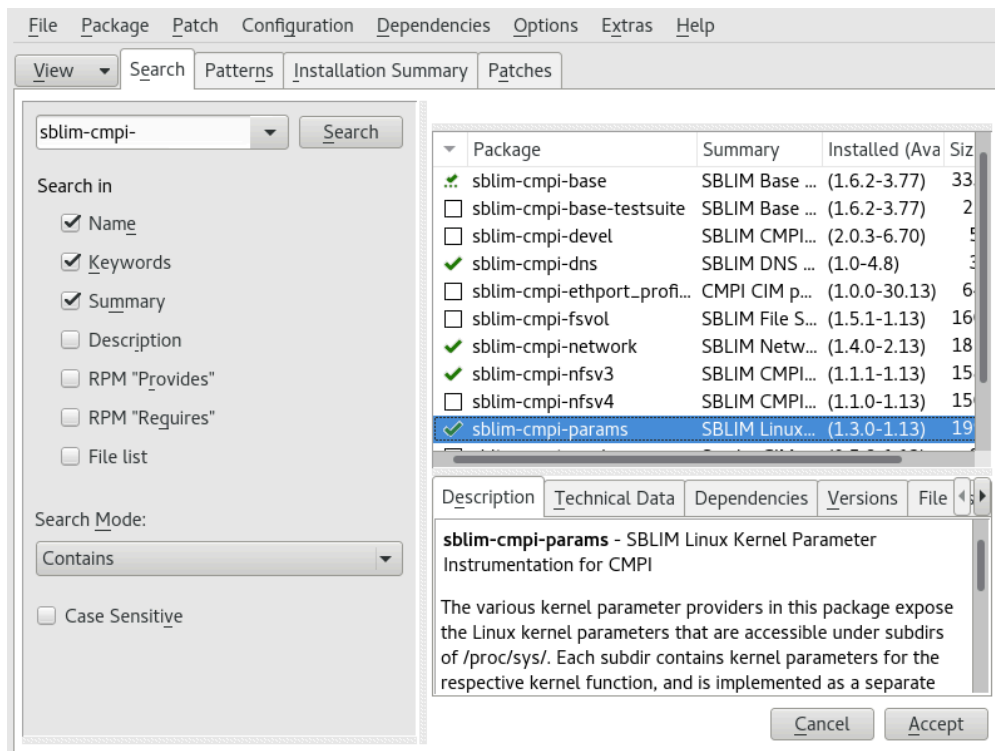 File Package Patch Configuration Dependencies Options Extras Help
View Search Patterns Installation Summary Patches
sblim-cmpi- Search
Search in
Name
Keywords
Summary
Description
RPM "Provides"
RPM "Requires"
File list
Search Mode:
Contains
Case Sensitive
Package Summary Installed (Ava Siz
sblim-cmpi-base SBLIM Base ... (1.6.2-3.77) 33.
sblim-cmpi-base-testsuite SBLIM Base ... (1.6.2-3.77) 2
sblim-cmpi-devel SBLIM CMPI... (2.0.3-6.70)
sblim-cmpi-dns SBLIM DNS ... (1.0-4.8)
sblim-cmpi-ethport_profi... CMPI CIM p... (1.0.0-30.13) 6
sblim-cmpi-fsvol SBLIM File S... (1.5.1-1.13) 16
sblim-cmpi-network SBLIM Netw... (1.4.0-2.13) 18
sblim-cmpi-nfsv3 SBLIM CMPI... (1.1.1-1.13) 15
sblim-cmpi-nfsv4 SBLIM CMPI... (1.1.0-1.13) 15
sblim-cmpi-params SBLIM Linux... (1.3.0-1.13) 19
Description Technical Data Dependencies Versions File
sblim-cmpi-params - SBLIM Linux Kernel Parameter
Instrumentation for CMPI
The various kernel parameter providers in this package expose
the Linux kernel parameters that are accessible under subdirs
of /proc/sys/. Each subdir contains kernel parameters for the
respective kernel function, and is implemented as a separate
Cancel Accept